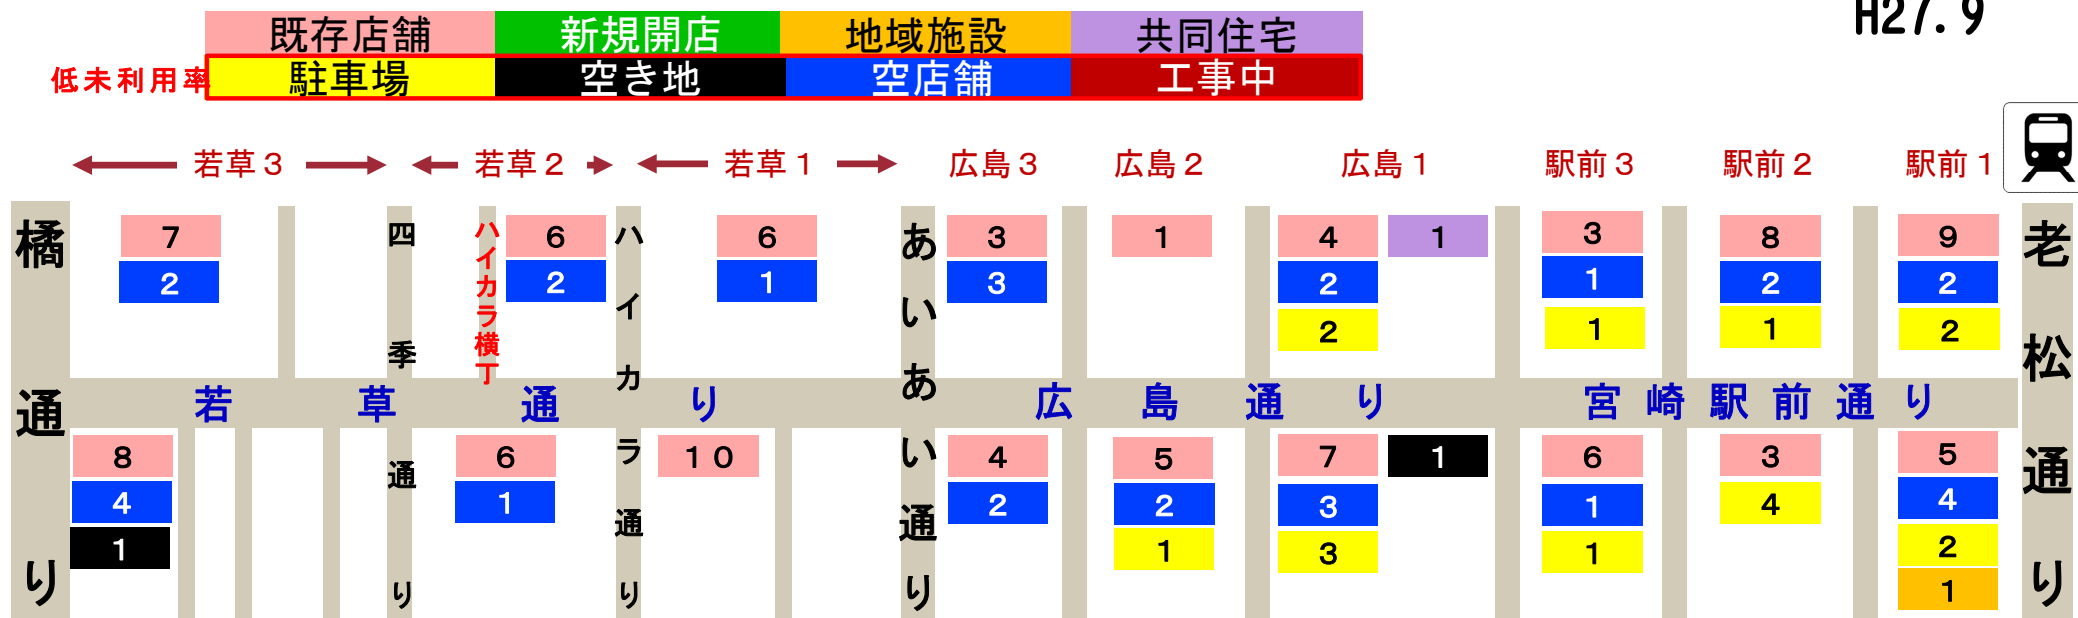 H27.9
既存店舗 新規開店 地域施設 共同住宅
低未利用率 駐車場 空き地 空店舗 工事中
若草3 若草2 若草1 広島3 広島2 広島1 駅前3 駅前2 駅前1
橘通り
四季通り
ハイカラ横丁
ハイカラ通り
あいあい通り
老松通り
7 6 6 3 1 4 1 3 8 9
2 2 1 3 2 1 2 2
2 1 1 2
若草通り 広島通り 宮崎駅前通り
8 6 10 4 5 7 1 6 3 5
4 1 2 2 3 1 4 4
1 1 3 1 2
1